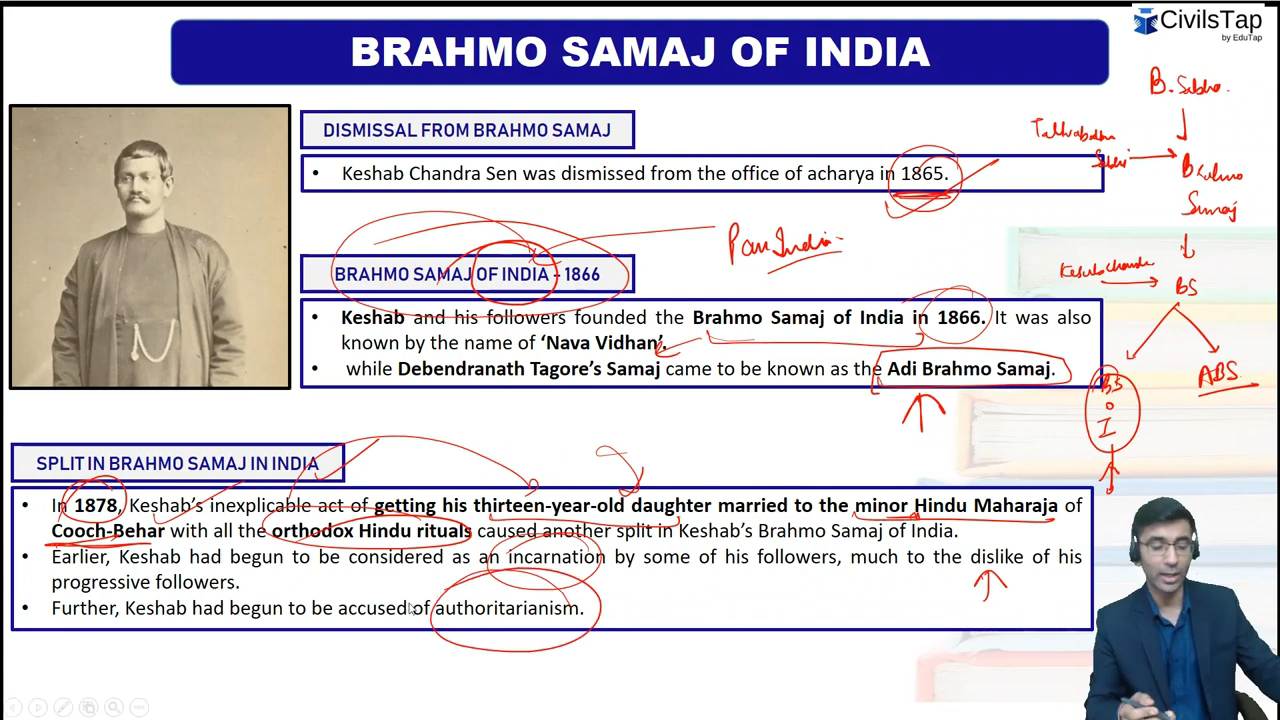 BRAHMO SAMAJ OF INDIA
CivilsTap
by EduTap
DISMISSAL FROM BRAHMO SAMAJ
• Keshab Chandra Sen was dismissed from the office of acharya in 1865.
BRAHMO SAMAJ OF INDIA - 1866
Pan India
• Keshab and his followers founded the Brahmo Samaj of India in 1866. It was also
known by the name of ‘Nava Vidhan’.
• while Debendranath Tagore’s Samaj came to be known as the Adi Brahmo Samaj.
B. Sabha.
Brahmo
Samaj
BS
BS
O
I
ABS
SPLIT IN BRAHMO SAMAJ IN INDIA
• In 1878, Keshab’s inexplicable act of getting his thirteen-year-old daughter married to the minor Hindu Maharaja of
Cooch-Behar with all the orthodox Hindu rituals caused another split in Keshab’s Brahmo Samaj of India.
• Earlier, Keshab had begun to be considered as an incarnation by some of his followers, much to the dislike of his
progressive followers.
• Further, Keshab had begun to be accused of authoritarianism.